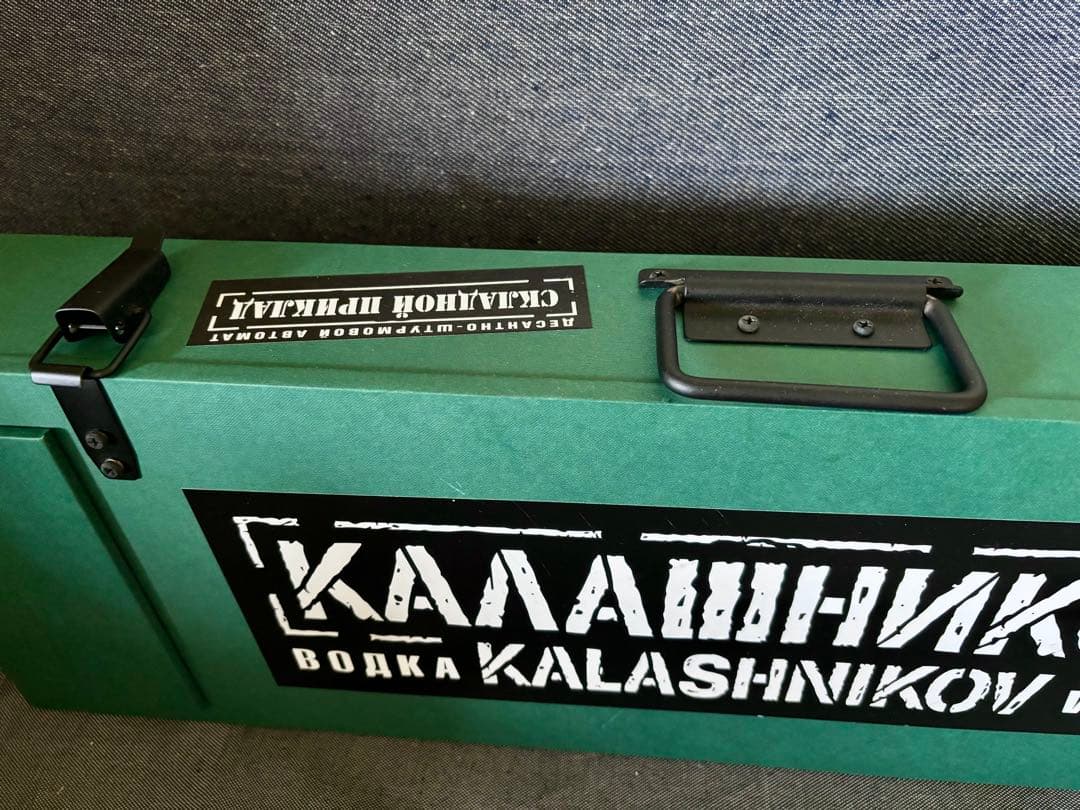 СКЛАДНОЙ ПРИКЛАД
ДЕСАНТНО-ШТУРМОВОЙ АВТОМАТ
КАЛАШНИК
ВОДКА KALASHNIKOV